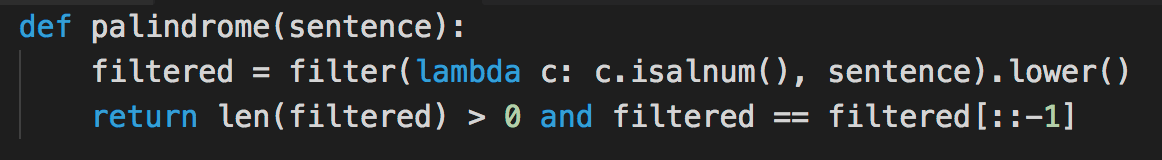 def palindrome(sentence):
    filtered = filter(lambda c: c.isalnum(), sentence).lower()
    return len(filtered) > 0 and filtered == filtered[::-1]